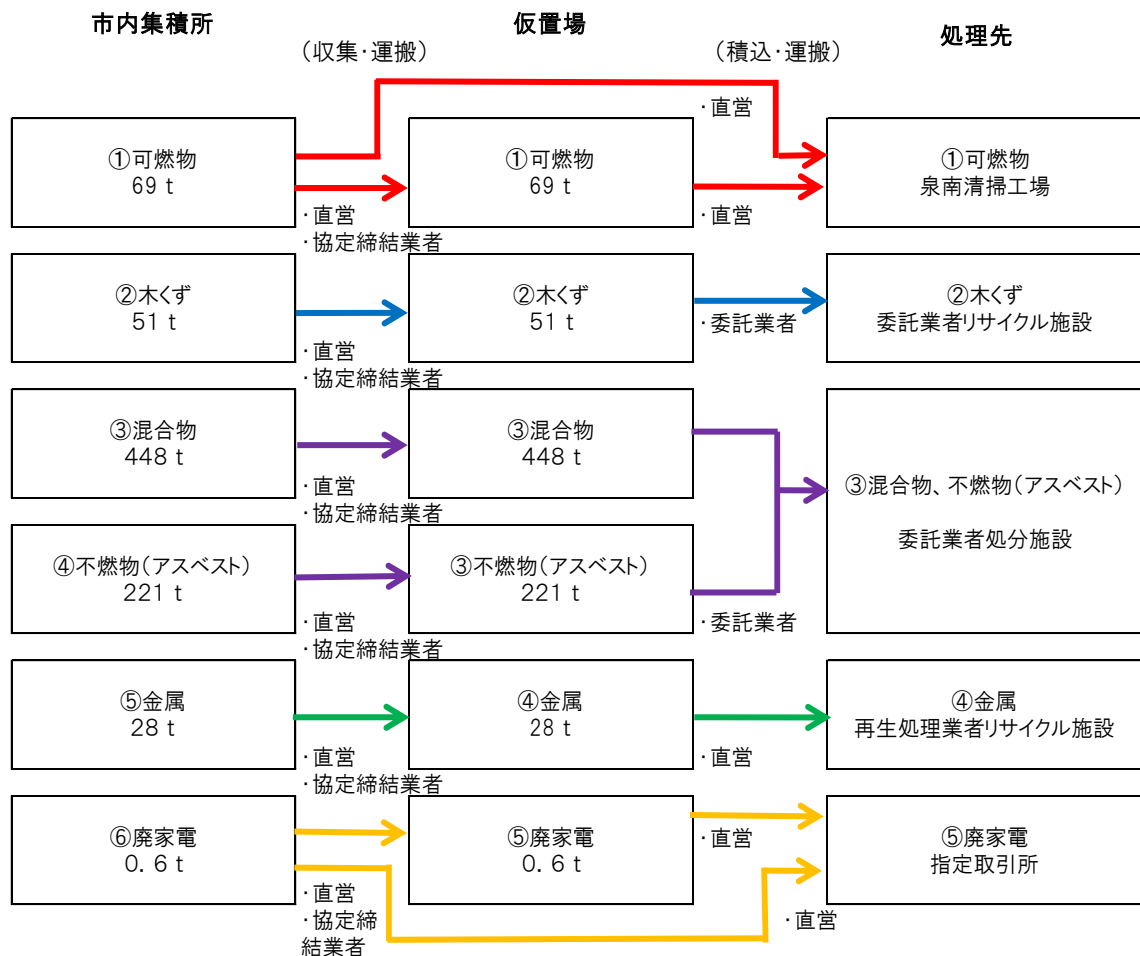 市内集積所
仮置場
処理先
(収集・運搬)
(積込・運搬)
・直営
①可燃物
69 t
①可燃物
69 t
①可燃物
泉南清掃工場
・直営
・協定締結業者
・直営
②木くず
51 t
②木くず
51 t
②木くず
委託業者リサイクル施設
・直営
・協定締結業者
・委託業者
③混合物
448 t
③混合物
448 t
③混合物、不燃物(アスベスト)
委託業者処分施設
・直営
・協定締結業者
④不燃物(アスベスト)
221 t
③不燃物(アスベスト)
221 t
・直営
・協定締結業者
・委託業者
⑤金属
28 t
④金属
28 t
④金属
再生処理業者リサイクル施設
・直営
・協定締結業者
・直営
⑥廃家電
0.6 t
⑤廃家電
0.6 t
⑤廃家電
指定取引所
・直営
・直営
・協定締
結業者
・直営